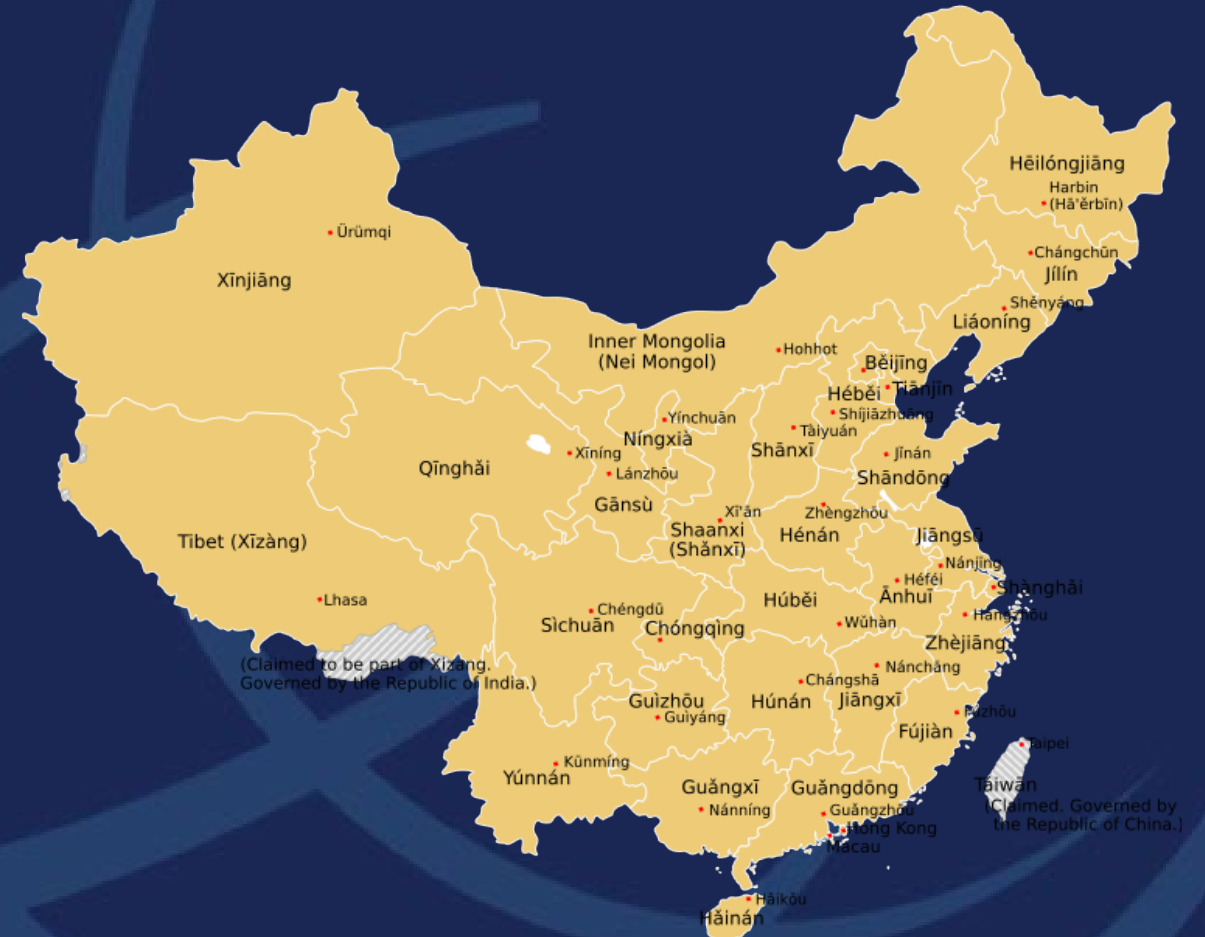 Hēilóngjiāng
Harbin
(Hā'ěrbīn)
Ürümqi
Chángchūn
Jílín
Xīnjiāng
Shěnyáng
Liáoníng
Inner Mongolia
(Nei Mongol)
Hohhot
Běijīng
Tiānjīn
Héběi
Shíjiāzhuāng
Yínchuān
Tàiyuán
Níngxià
Shānxī
Xīníng
Jǐnán
Qīnghǎi
Lánzhōu
Shāndōng
Gānsù
Xī'ān
Zhèngzhōu
Shaanxi
(Shǎnxī)
Hénán
Jiāngsū
Tibet (Xīzàng)
Nánjīng
Héféi
Shànghǎi
Ānhuī
Lhasa
Húběi
Chéngdū
Hángzhōu
Sìchuān
Chóngqìng
Wǔhàn
Zhèjiāng
(Claimed to be part of Xizang.
Governed by the Republic of India.)
Nánchāng
Chángshā
Guìzhōu
Húnán
Jiāngxī
Guìyáng
Fúzhōu
Fújiàn
Taipei
Kūnmíng
Yúnnán
Guǎngxī
Guǎngdōng
Táiwān
(Claimed. Governed by
the Republic of China.)
Nánníng
Guǎngzhōu
Hong Kong
Macau
Hǎikǒu
Hǎinán